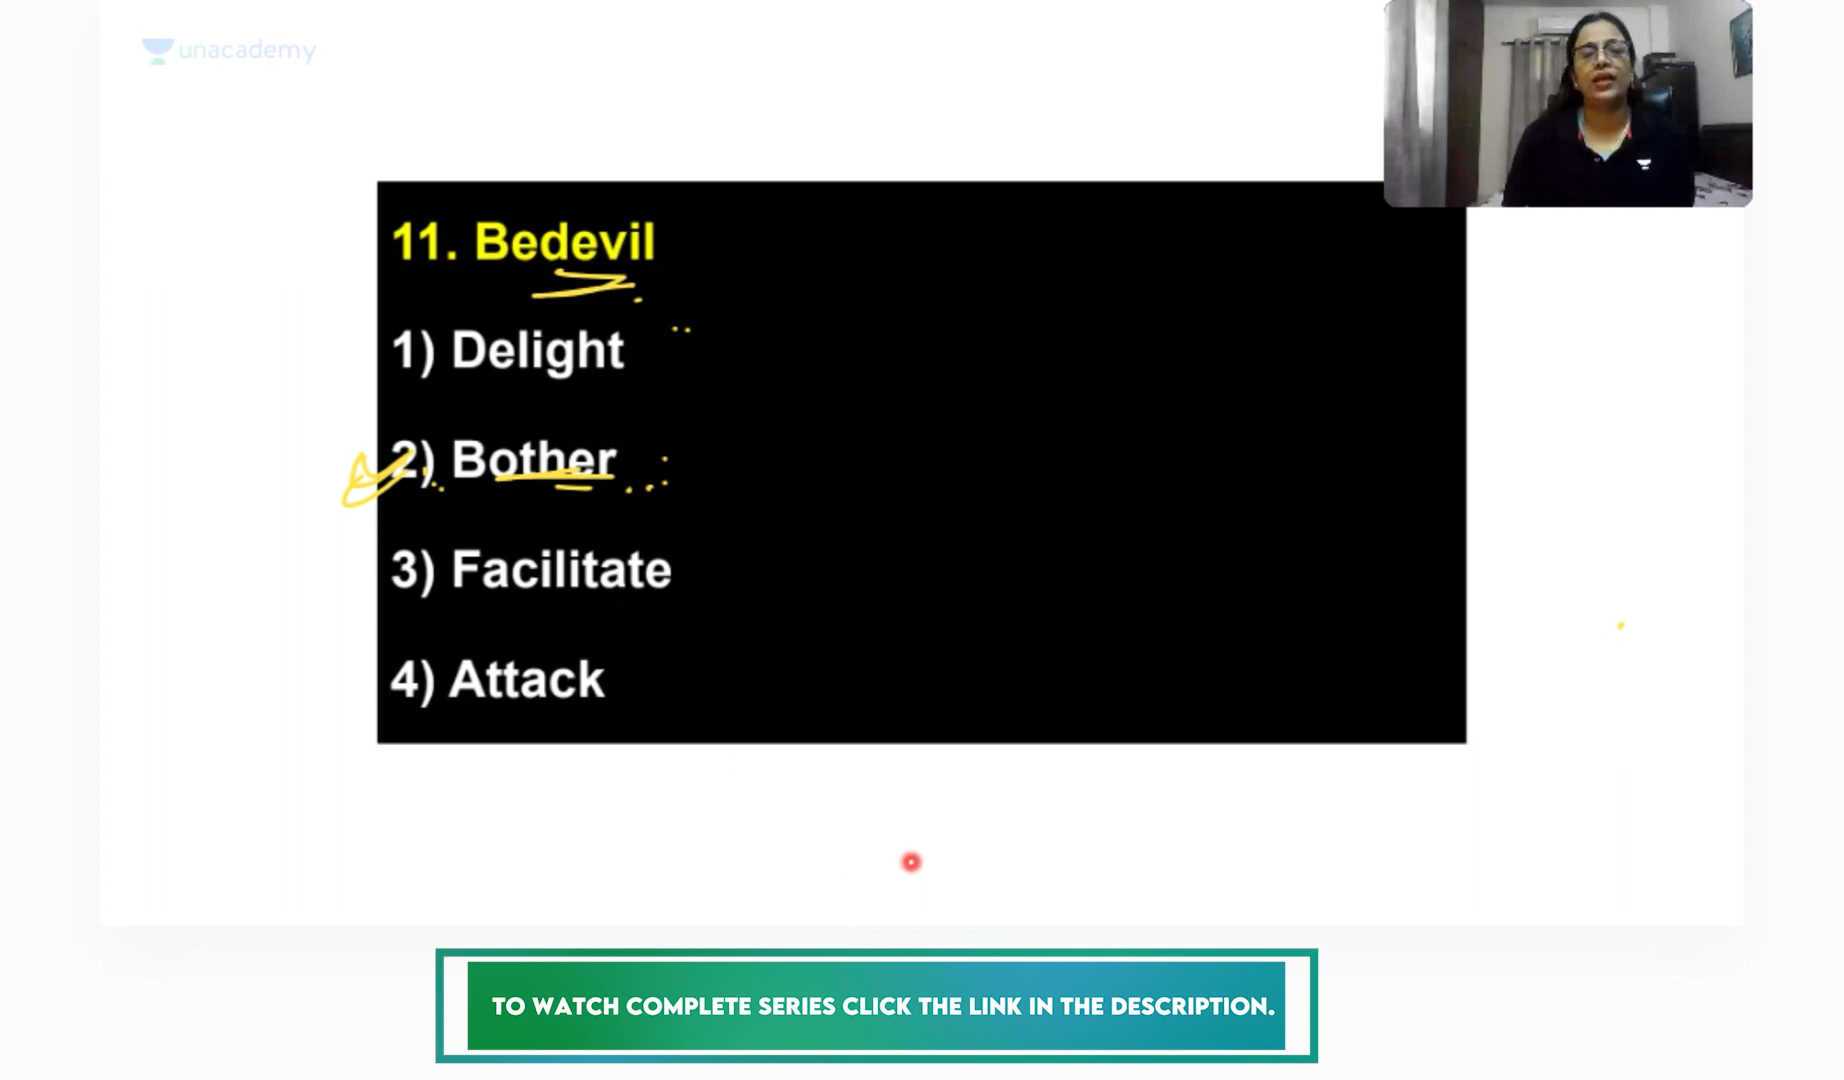 unacademy
11. Bedevil
1) Delight
2) Bother
3) Facilitate
4) Attack
TO WATCH COMPLETE SERIES CLICK THE LINK IN THE DESCRIPTION.